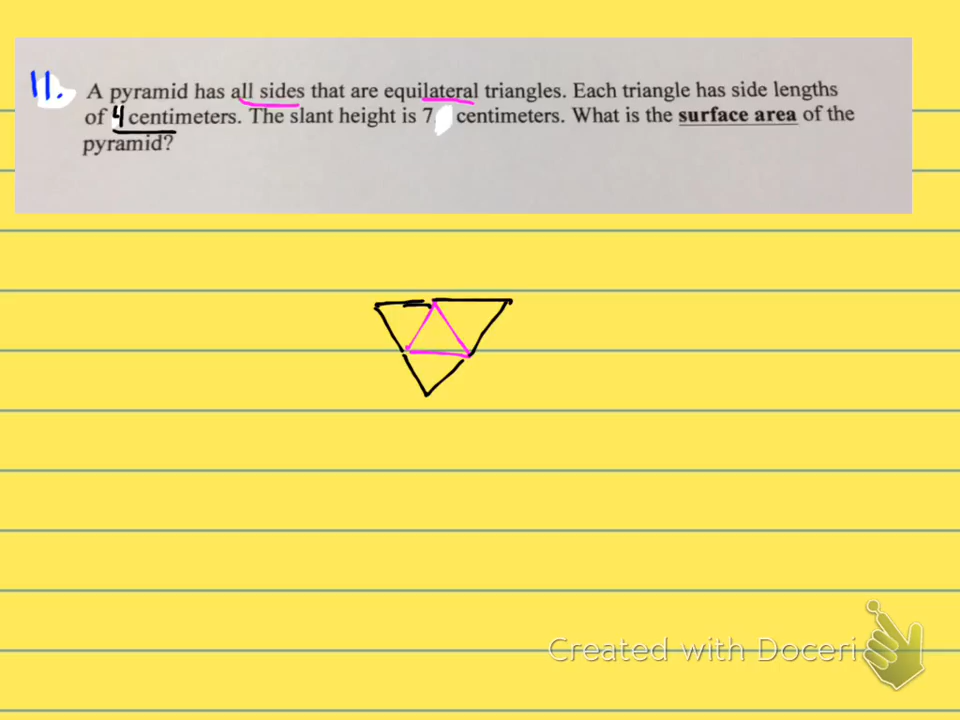 11. A pyramid has all sides that are equilateral triangles. Each triangle has side lengths
of 4 centimeters. The slant height is 7 centimeters. What is the surface area of the
pyramid?
Created with Doceri